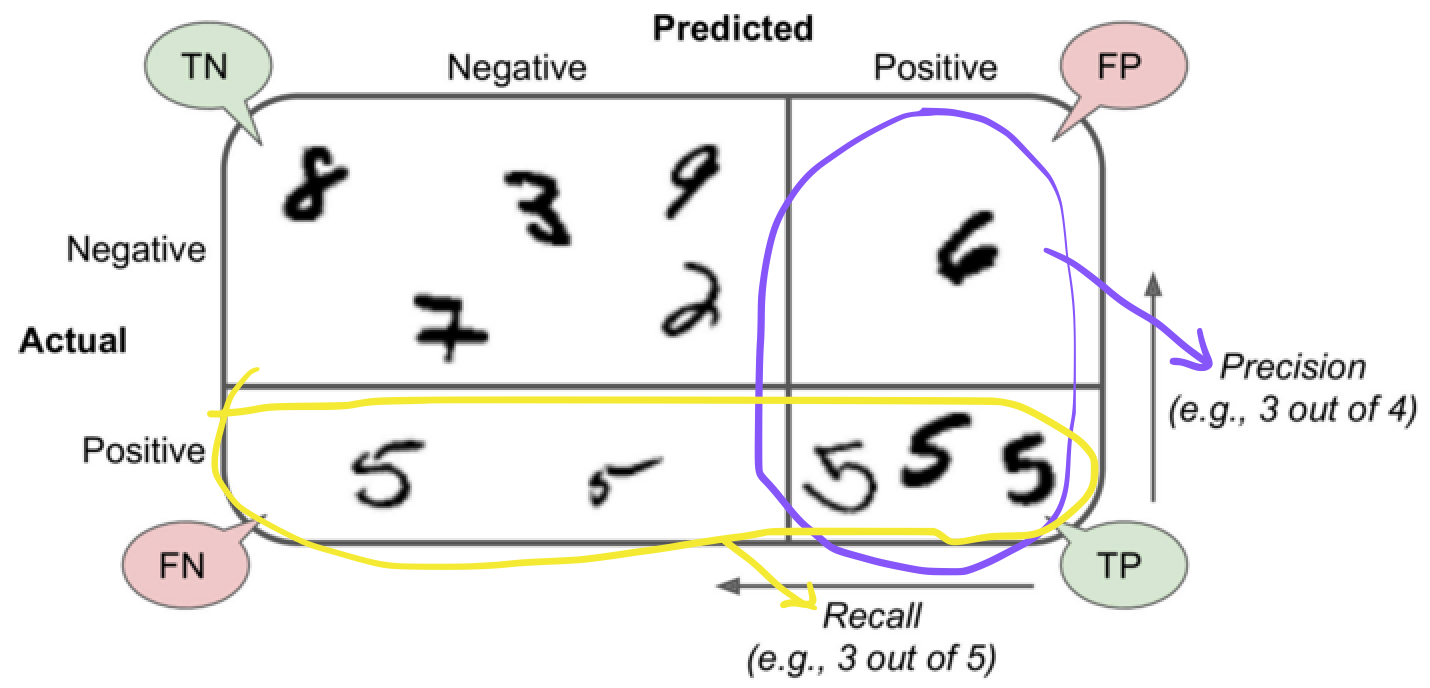 Predicted
TN
Negative
Positive
FP
8
3
9
6
Negative
7
2
Actual
Precision
(e.g., 3 out of 4)
Positive
5
5
5
5
5
FN
TP
Recall
(e.g., 3 out of 5)